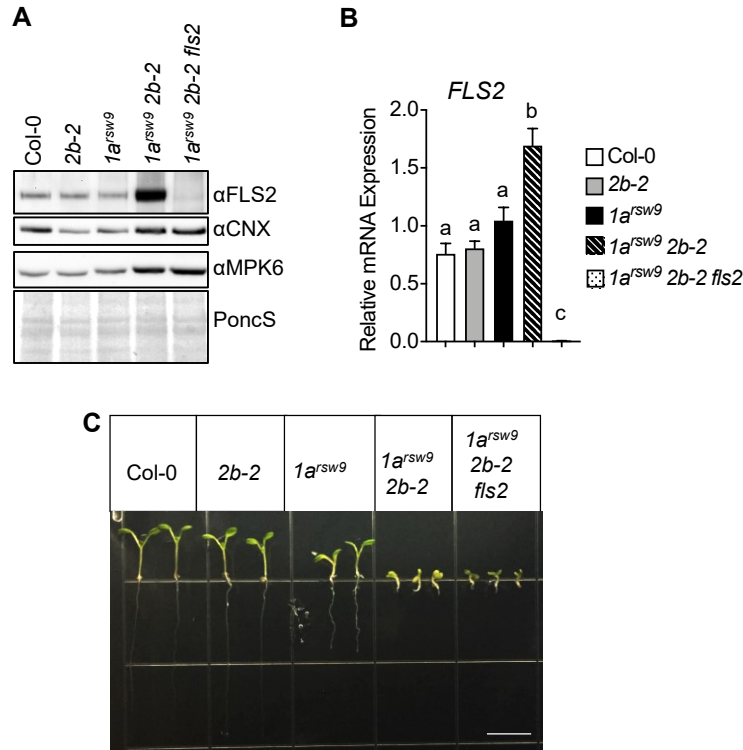 A
Col-0
2b-2
1a^rsw9
1a^rsw9 2b-2
1a^rsw9 2b-2 fls2
αFLS2
αCNX
αMPK6
PoncS
B
FLS2
Relative mRNA Expression
2.0
1.5
1.0
0.5
0.0
a
a
a
b
c
Col-0
2b-2
1a^rsw9
1a^rsw9 2b-2
1a^rsw9 2b-2 fls2
C
Col-0
2b-2
1a^rsw9
1a^rsw9
2b-2
1a^rsw9
2b-2
fls2